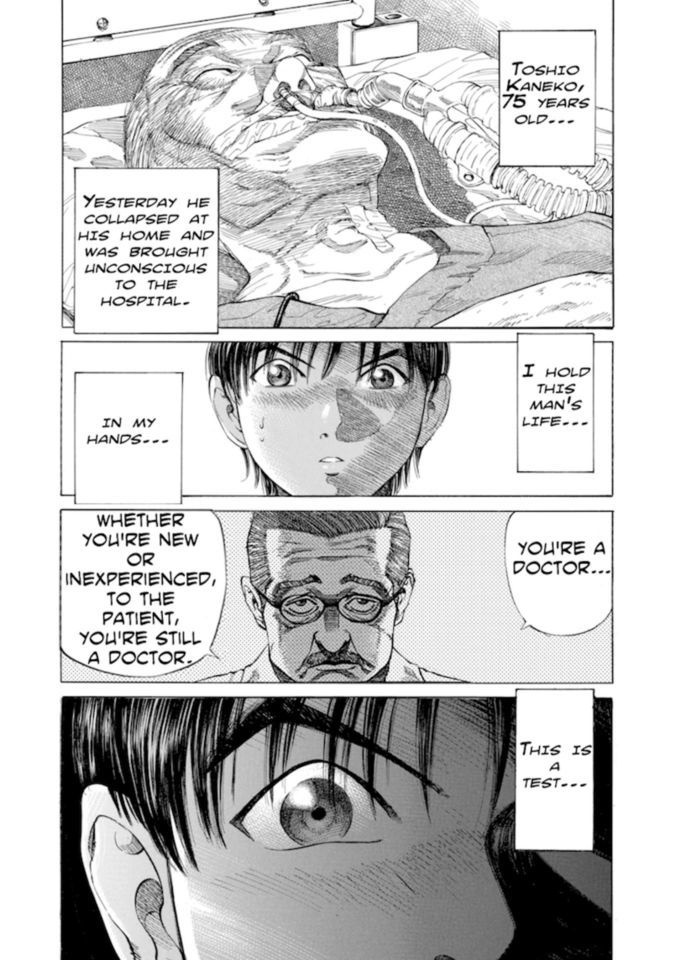 TOSHIO
KANEKO,
75 YEARS
OLD...
YESTERDAY HE
COLLAPSED AT
HIS HOME AND
WAS BROUGHT
UNCONSCIOUS
TO THE
HOSPITAL.
I HOLD
THIS
MAN'S
LIFE...
IN MY
HANDS...
YOU'RE A
DOCTOR...
WHETHER
YOU'RE NEW
OR
INEXPERIENCED,
TO THE
PATIENT,
YOU'RE STILL
A DOCTOR.
THIS IS
A
TEST...